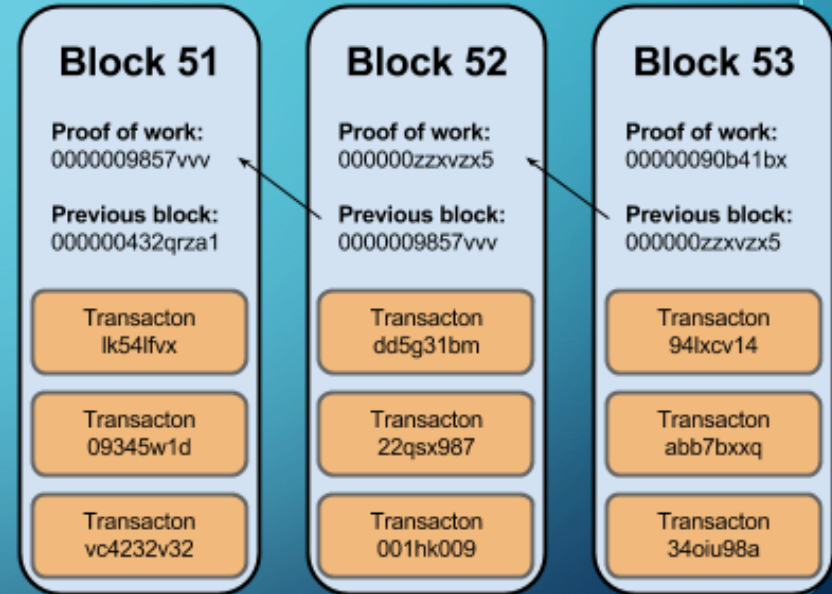 Block 51
Proof of work:
0000009857vvv
Previous block:
000000432qrza1
Transacton
lk54lfvx
Transacton
09345w1d
Transacton
vc4232v32
Block 52
Proof of work:
000000zzxvzx5
Previous block:
0000009857vvv
Transacton
dd5g31bm
Transacton
22qsx987
Transacton
001hk009
Block 53
Proof of work:
00000090b41bx
Previous block:
000000zzxvzx5
Transacton
94lxcv14
Transacton
abb7bxxq
Transacton
34oiu98a